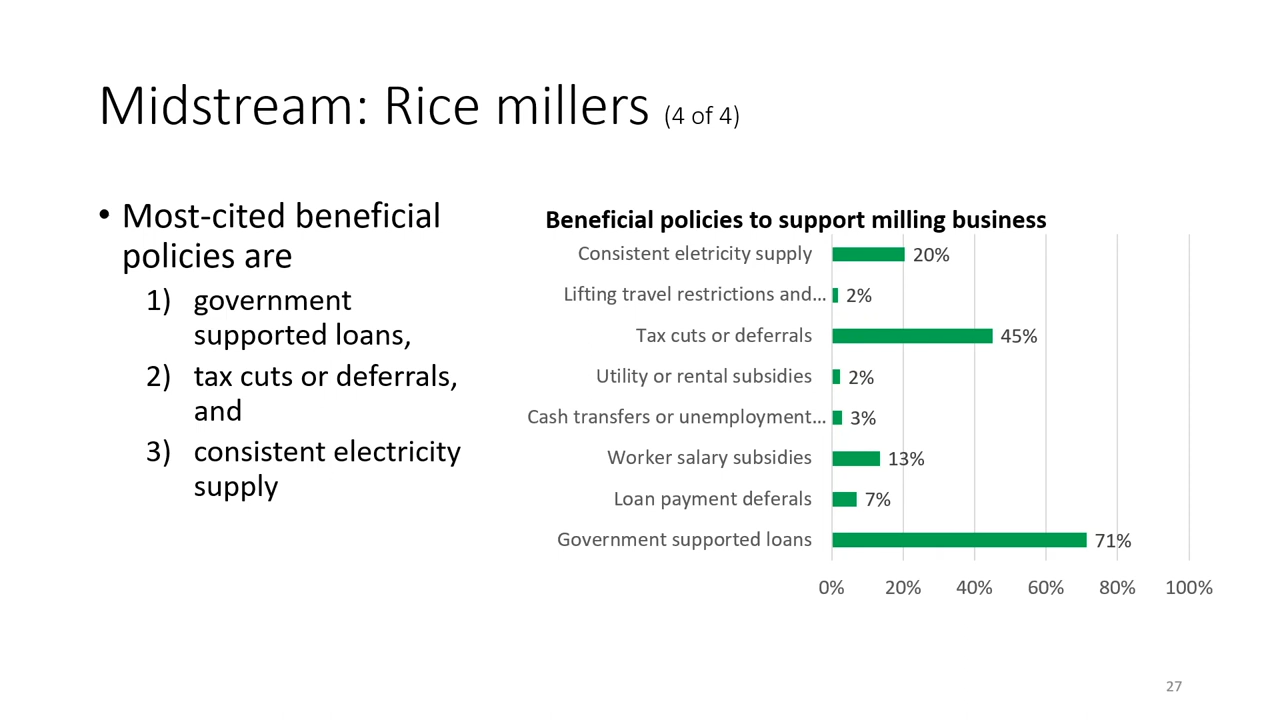 Midstream: Rice millers (4 of 4)
• Most-cited beneficial
policies are
1) government
supported loans,
2) tax cuts or deferrals,
and
3) consistent electricity
supply
Beneficial policies to support milling business
Consistent eletricity supply 20%
Lifting travel restrictions and... 2%
Tax cuts or deferrals 45%
Utility or rental subsidies 2%
Cash transfers or unemployment... 3%
Worker salary subsidies 13%
Loan payment deferals 7%
Government supported loans 71%
0% 20% 40% 60% 80% 100%
27